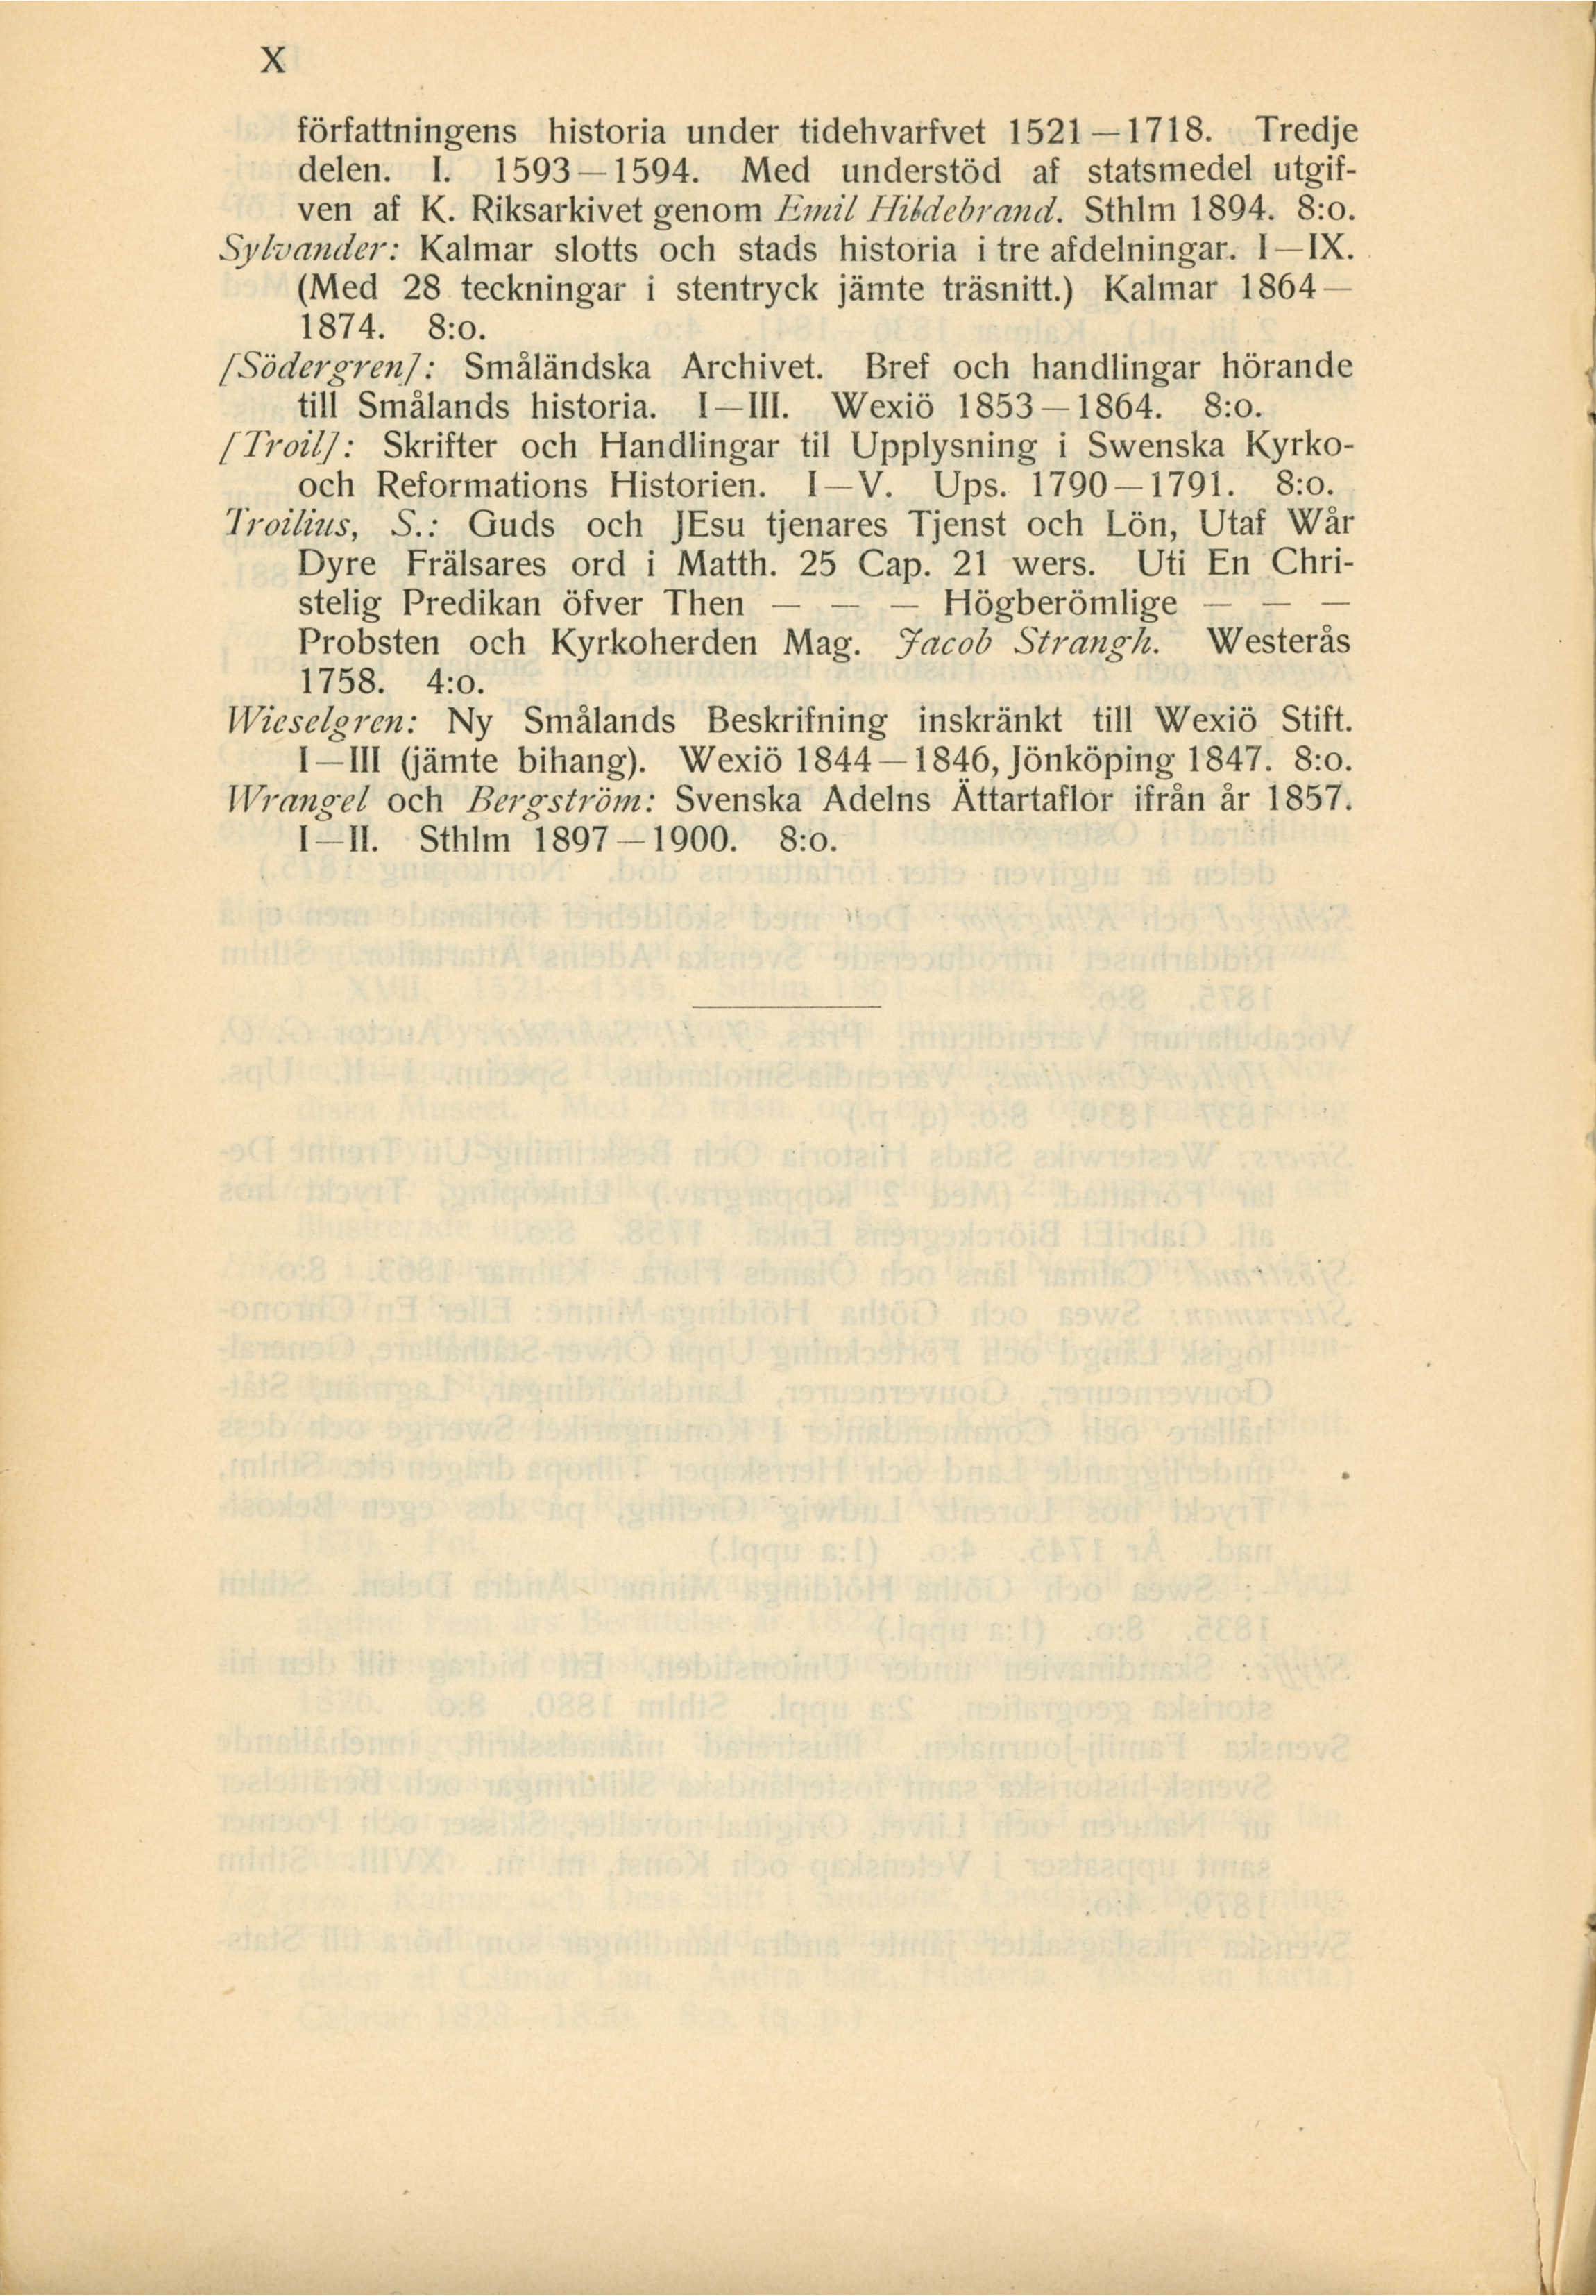 X
författningens historia under tidehvarfvet 1521—1718. Tredje
delen. I. 1593—1594. Med understöd af statsmedel utgif-
ven af K. Riksarkivet genom Emil Hildebrand. Sthlm 1894. 8:o.
Sylvander: Kalmar slotts och stads historia i tre afdelningar. I—IX.
(Med 28 teckningar i stentryck jämte träsnitt.) Kalmar 1864—
1874. 8:o.
[Södergren]: Småländska Archivet. Bref och handlingar hörande
till Smålands historia. I—III. Wexiö 1853—1864. 8:o.
[Troil]: Skrifter och Handlingar til Upplysning i Swenska Kyrko-
och Reformations Historien. I—V. Ups. 1790—1791. 8:o.
Troilius, S.: Guds och JEsu tjenares Tjenst och Lön, Utaf Wår
Dyre Frälsares ord i Matth. 25 Cap. 21 wers. Uti En Chri-
stelig Predikan öfver Then — — — Högberömlige — — —
Probsten och Kyrkoherden Mag. Jacob Strangh. Westerås
1758. 4:o.
Wieselgren: Ny Smålands Beskrifning inskränkt till Wexiö Stift.
I—III (jämte bihang). Wexiö 1844—1846, Jönköping 1847. 8:o.
Wrangel och Bergström: Svenska Adelns Ättartaflor ifrån år 1857.
I—II. Sthlm 1897—1900. 8:o.